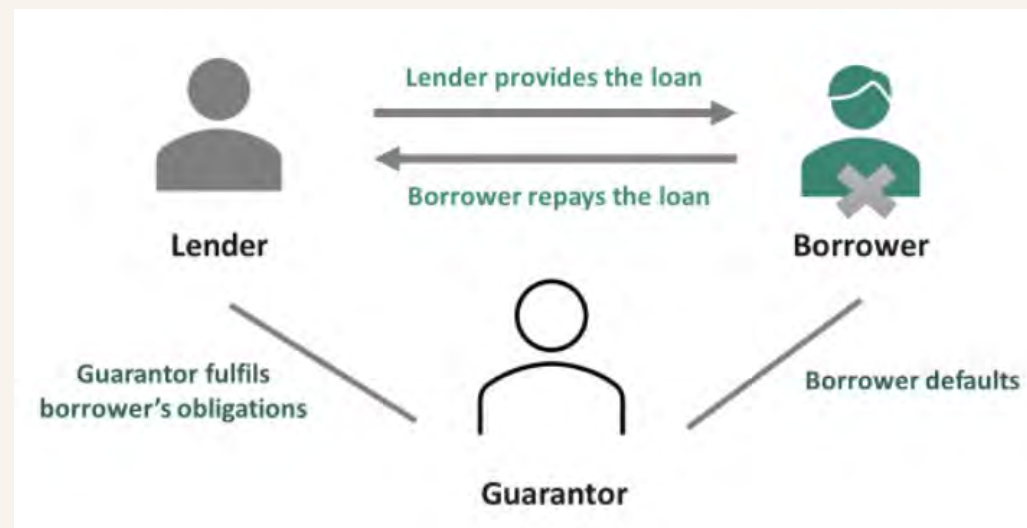 Lender provides the loan
Borrower repays the loan
Lender
Borrower
Guarantor fulfils
borrower's obligations
Borrower defaults
Guarantor